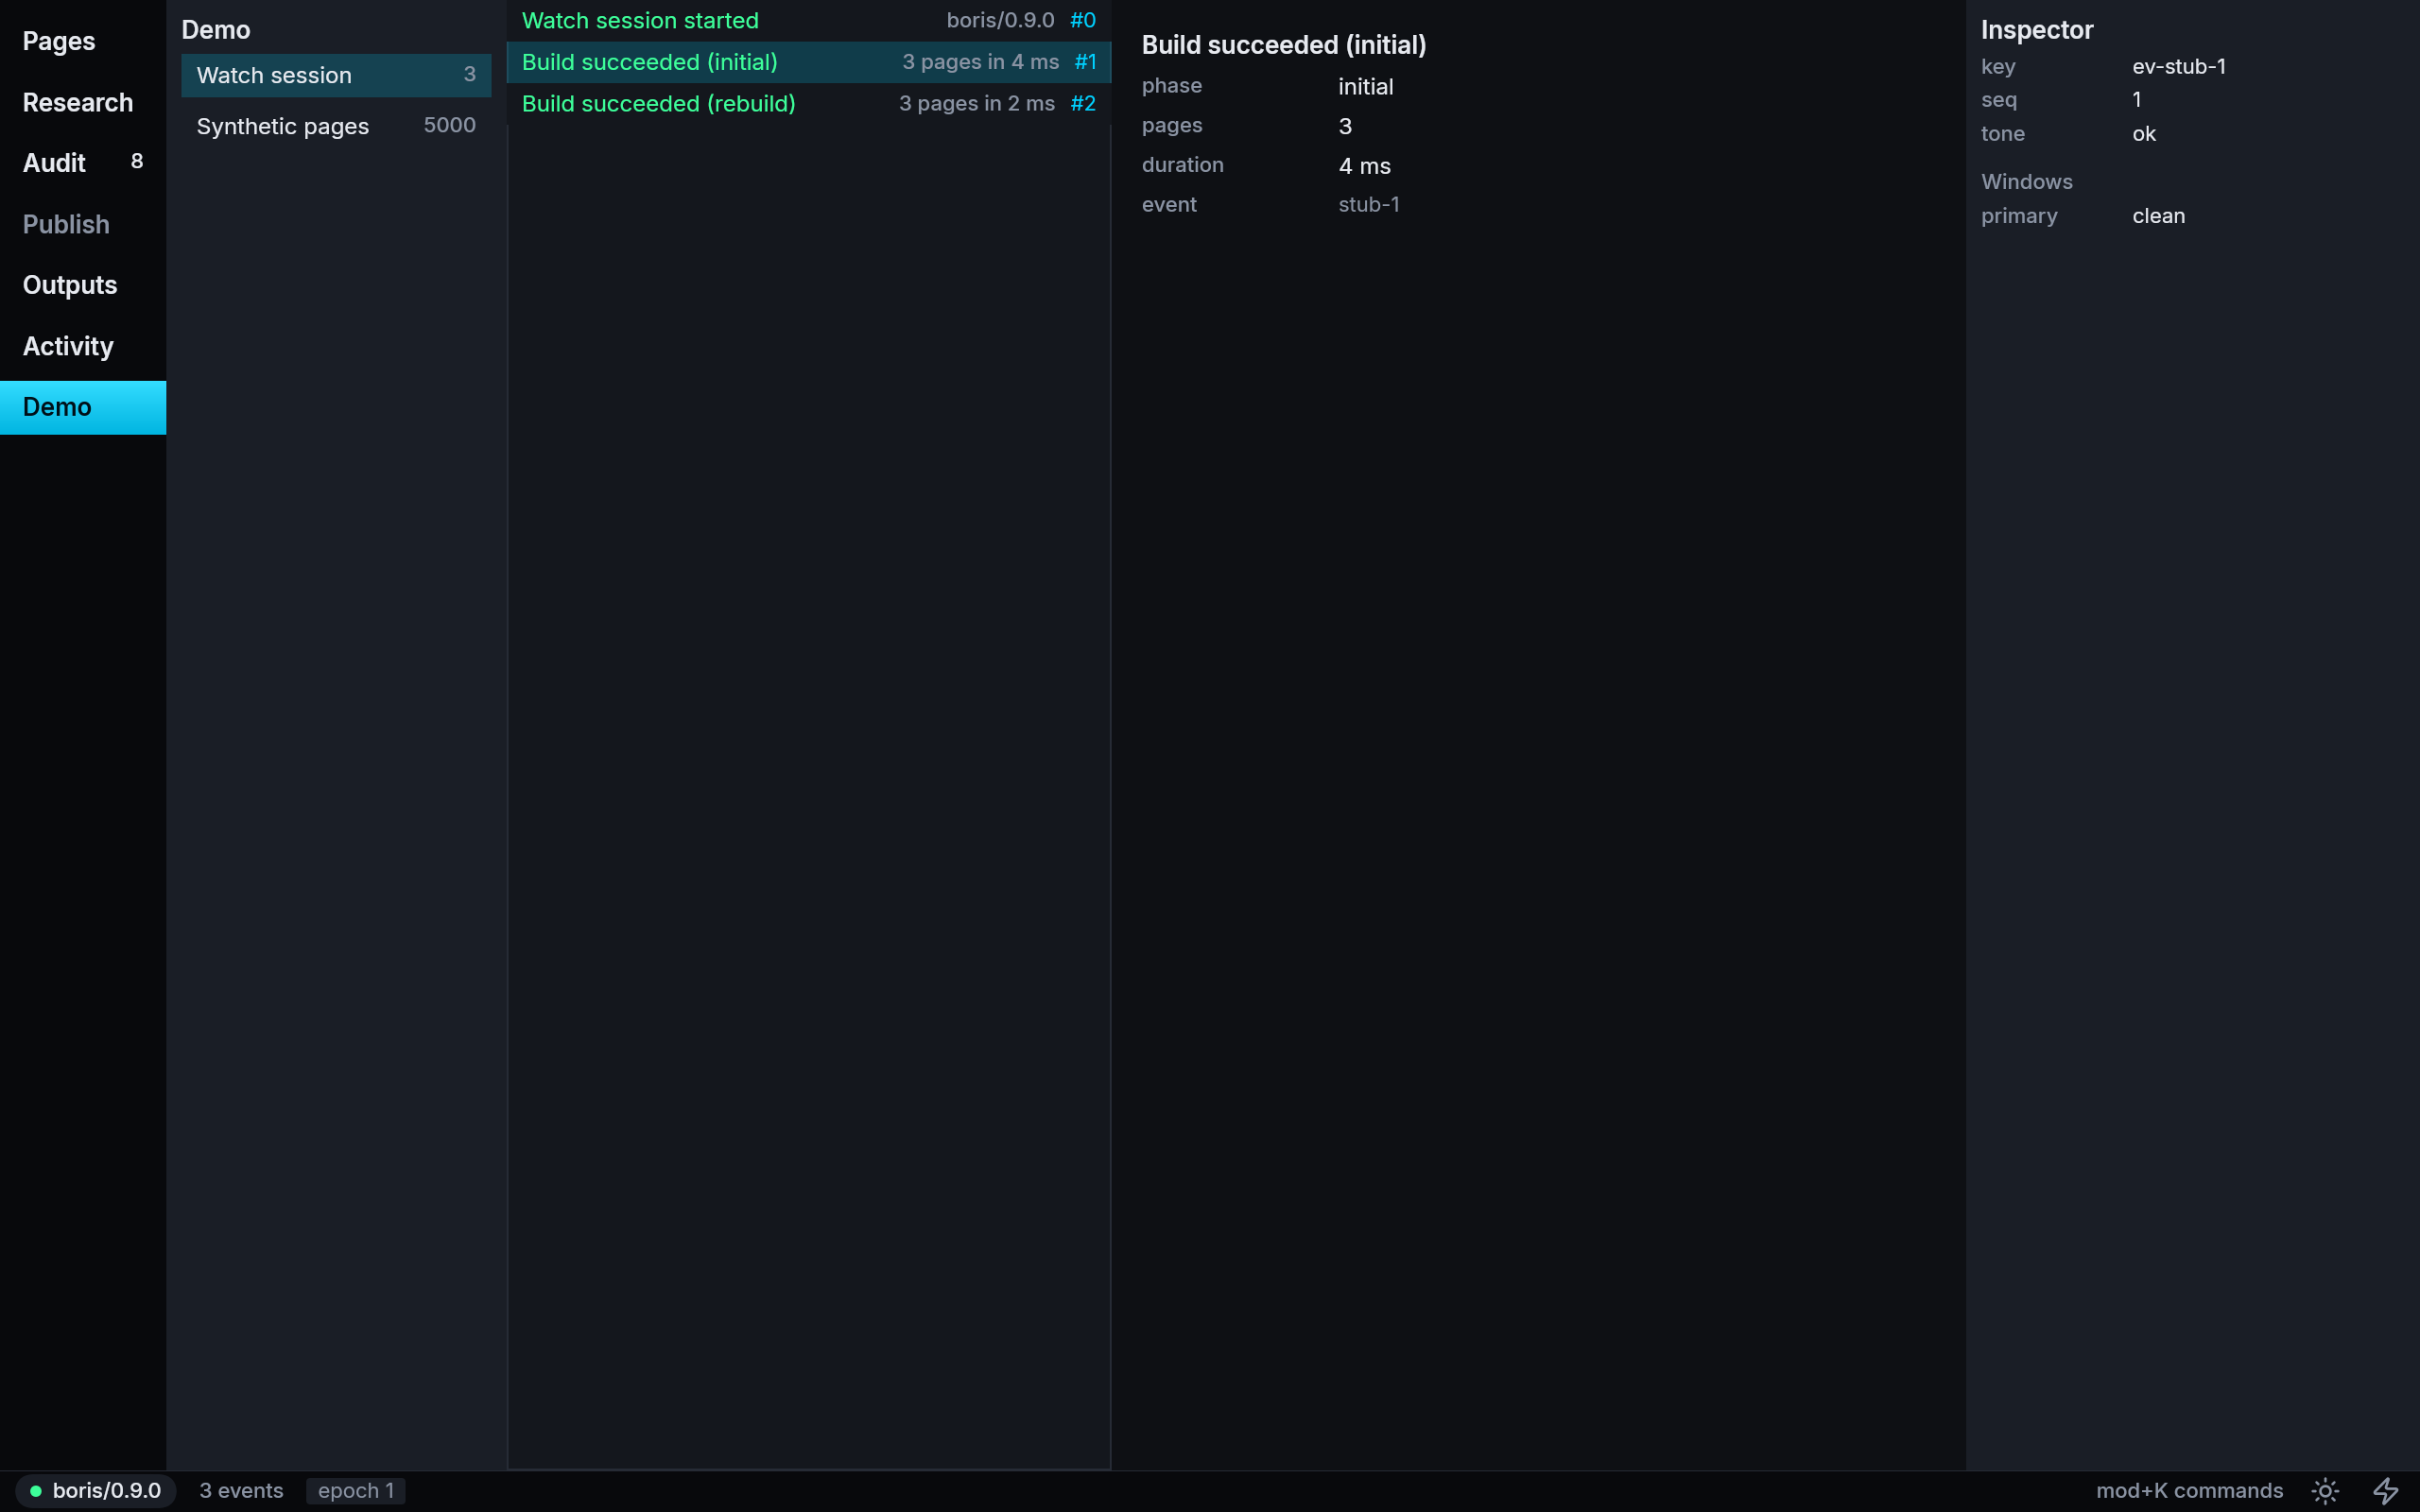 Pages
Research
Audit 8
Publish
Outputs
Activity
Demo
Demo
Watch session 3
Synthetic pages 5000
Watch session started boris/0.9.0 #0
Build succeeded (initial) 3 pages in 4 ms #1
Build succeeded (rebuild) 3 pages in 2 ms #2
Build succeeded (initial)
phase initial
pages 3
duration 4 ms
event stub-1
Inspector
key ev-stub-1
seq 1
tone ok
Windows
primary clean
boris/0.9.0 3 events epoch 1 mod+K commands